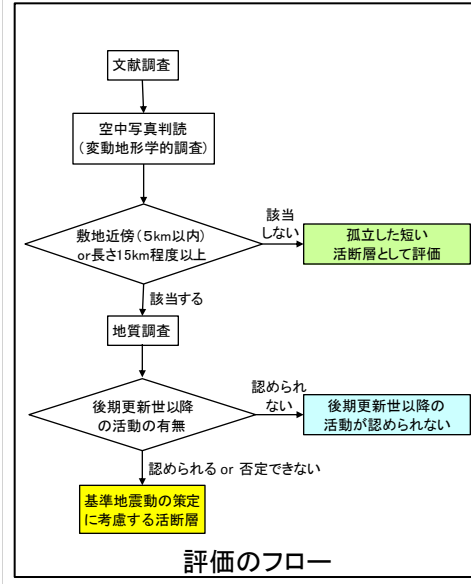 文献調査
空中写真判読
(変動地形学的調査)
敷地近傍(5km以内)
or長さ15km程度以上
該当
しない
孤立した短い
活断層として評価
該当する
地質調査
後期更新世以降
の活動の有無
認められ
ない
後期更新世以降の
活動が認められない
認められる or 否定できない
基準地震動の策定
に考慮する活断層
評価のフロー